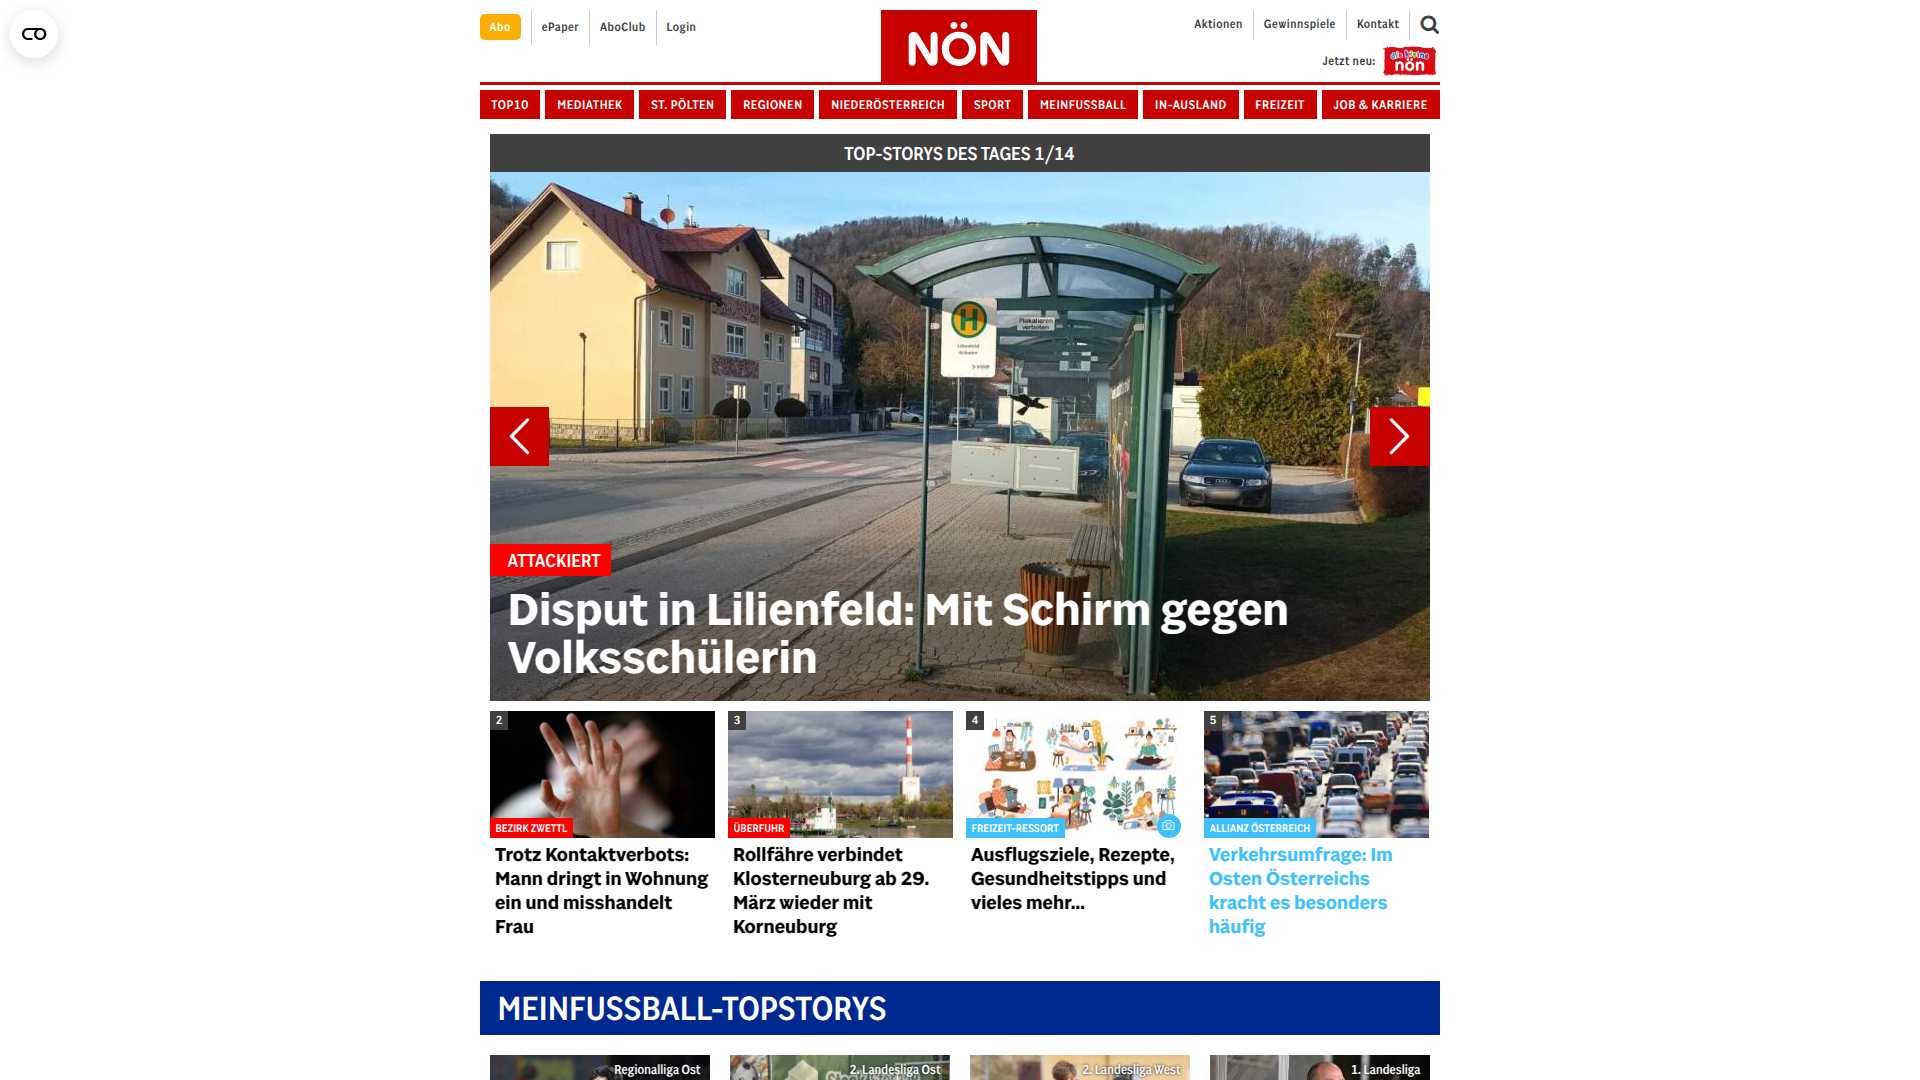 Abo
ePaper
AboClub
Login
NÖN
Aktionen
Gewinnspiele
Kontakt
Jetzt neu:
die kleine
nön
TOP10
MEDIATHEK
ST. PÖLTEN
REGIONEN
NIEDERÖSTERREICH
SPORT
MEINFUSSBALL
IN-AUSLAND
FREIZEIT
JOB & KARRIERE
TOP-STORYS DES TAGES 1/14
H
Lilienfeld
Plakatieren
verboten
ATTACKIERT
Disput in Lilienfeld: Mit Schirm gegen
Volksschülerin
2
BEZIRK ZWETTL
Trotz Kontaktverbots:
Mann dringt in Wohnung
ein und misshandelt
Frau
3
ÜBERFUHR
Rollfähre verbindet
Klosterneuburg ab 29.
März wieder mit
Korneuburg
4
FREIZEIT-RESSORT
Ausflugsziele, Rezepte,
Gesundheitstipps und
vieles mehr...
5
ALLIANZ ÖSTERREICH
Verkehrsumfrage: Im
Osten Österreichs
kracht es besonders
häufig
MEINFUSSBALL-TOPSTORYS
Regionalliga Ost
2. Landesliga Ost
2. Landesliga West
1. Landesliga